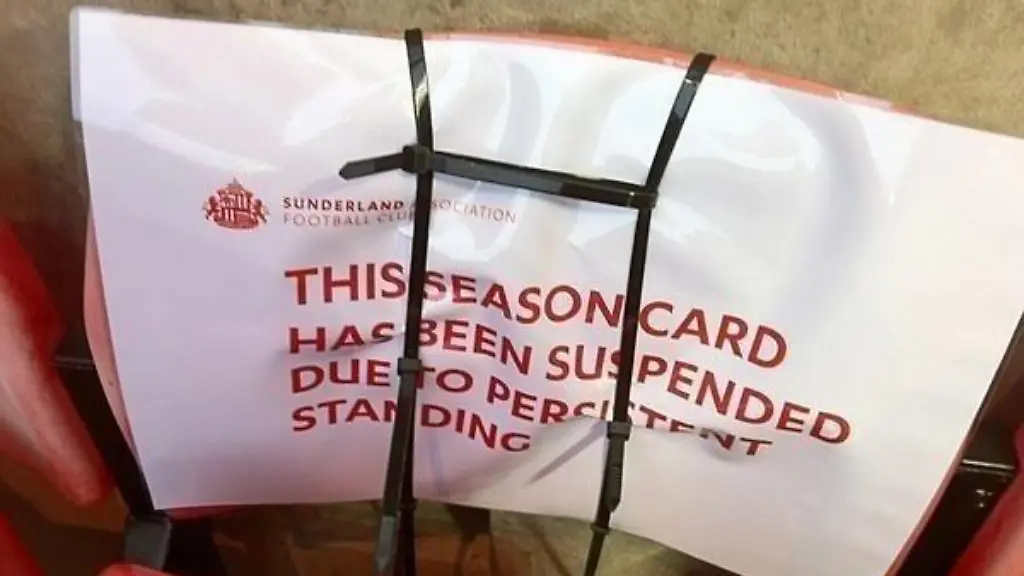 SUNDERLAND ASSOCIATION
FOOTBALL CLUB
THIS SEASON CARD
HAS BEEN SUSPENDED
DUE TO PERSISTENT
STANDING